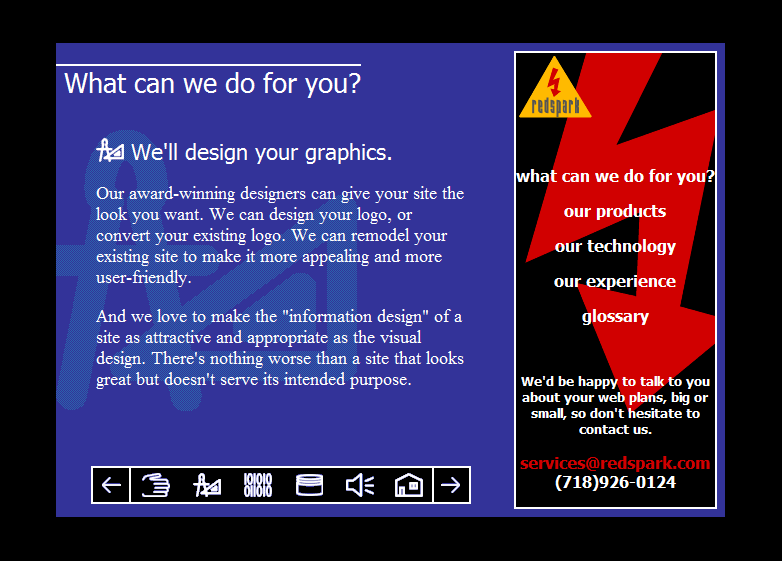 What can we do for you?
We'll design your graphics.
Our award-winning designers can give your site the
look you want. We can design your logo, or
convert your existing logo. We can remodel your
existing site to make it more appealing and more
user-friendly.
And we love to make the "information design" of a
site as attractive and appropriate as the visual
design. There's nothing worse than a site that looks
great but doesn't serve its intended purpose.
redspark
what can we do for you?
our products
our technology
our experience
glossary
We'd be happy to talk to you
about your web plans, big or
small, so don't hesitate to
contact us.
services@redspark.com
(718)926-0124